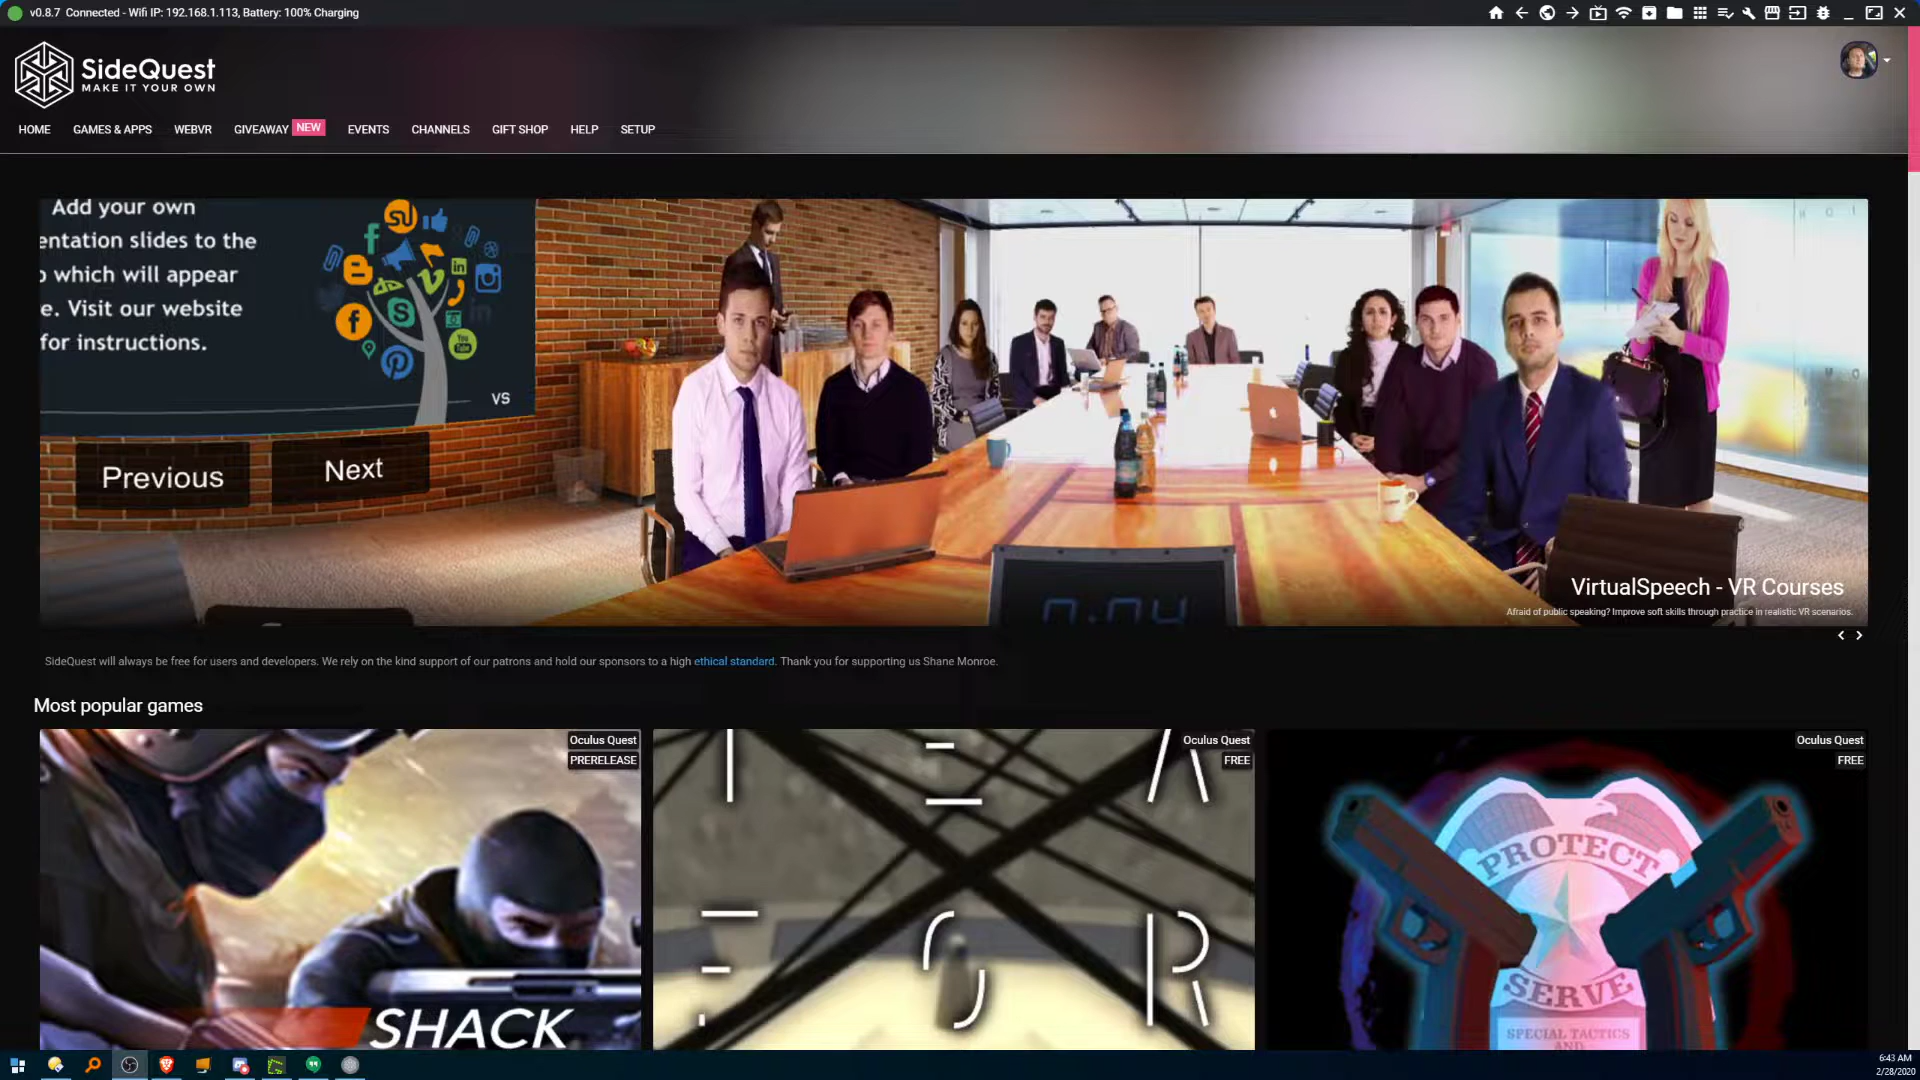 v0.8.7 Connected - Wifi IP: 192.168.1.113, Battery: 100% Charging
SideQuest
MAKE IT YOUR OWN
HOME GAMES & APPS WEBVR GIVEAWAY NEW EVENTS CHANNELS GIFT SHOP HELP SETUP
Add your own
entation slides to the
which will appear
e. Visit our website
for instructions.
VS
Previous Next
VirtualSpeech - VR Courses
Afraid of public speaking? Improve soft skills through practice in realistic VR scenarios.
SideQuest will always be free for users and developers. We rely on the kind support of our patrons and hold our sponsors to a high ethical standard. Thank you for supporting us Shane Monroe.
Most popular games
Oculus Quest
PRERELEASE
SHACK
Oculus Quest
FREE
Oculus Quest
FREE
PROTECT
SERVE
SPECIAL TACTICS
AND
6:43 AM
2/28/2020